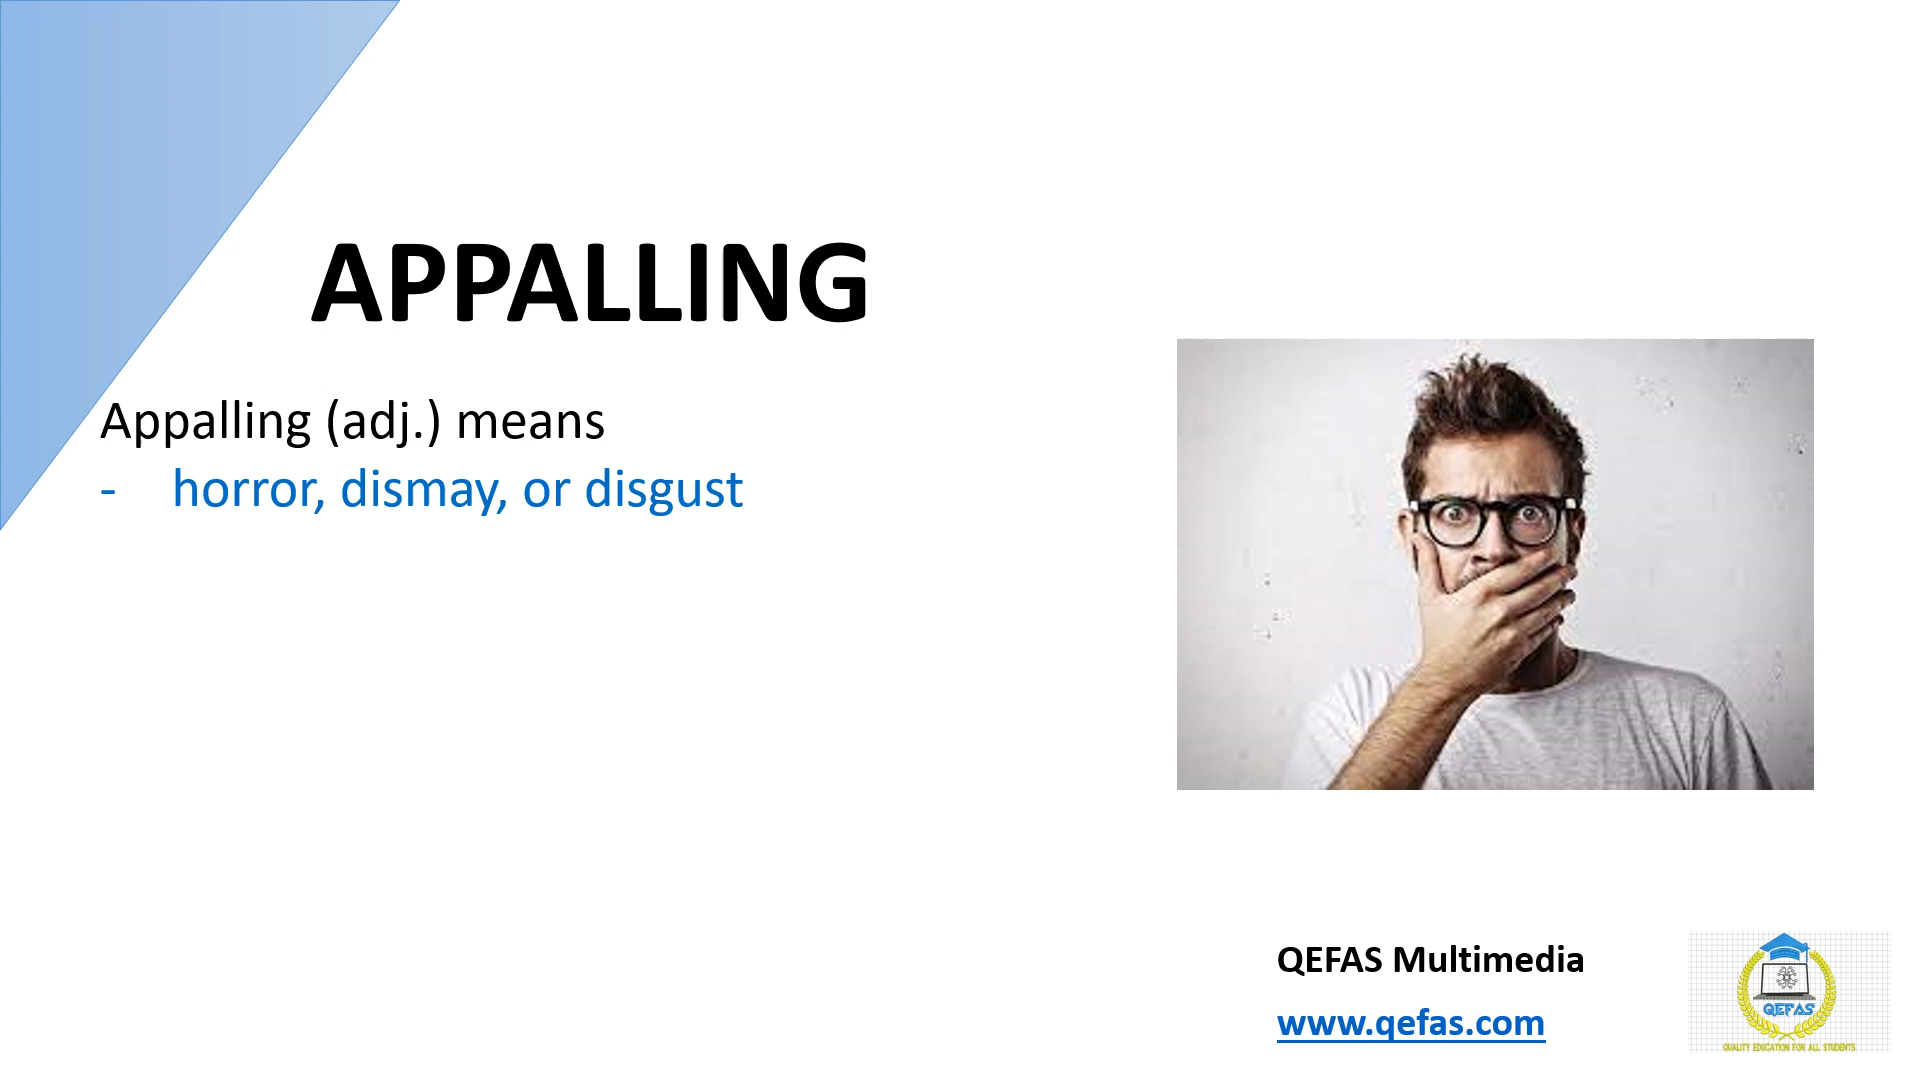 APPALLING
Appalling (adj.) means
- horror, dismay, or disgust
QEFAS Multimedia
www.qefas.com
QEFAS
QUALITY EDUCATION FOR ALL STUDENTS